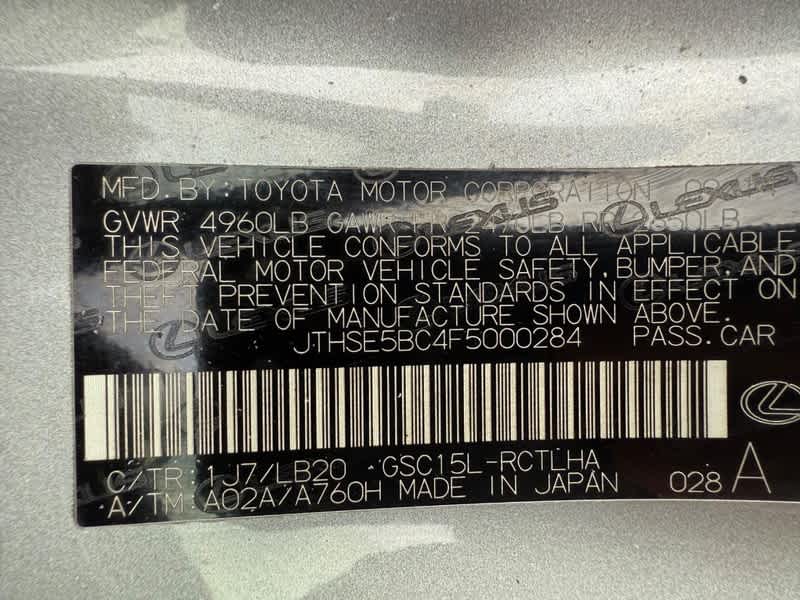 MFD. BY: TOYOTA MOTOR CORPORATION
GVWR 4960LB
LEXUS
LEXUS
THIS VEHICLE CONFORMS TO ALL APPLICABLE
FEDERAL MOTOR VEHICLE SAFETY, BUMPER, AND
THEFT PREVENTION STANDARDS IN EFFECT ON
THE DATE OF MANUFACTURE SHOWN ABOVE.
JTHSE5BC4F5000284 PASS. CAR
C/TR: 1J7/LB20 GSC15L-RCTLHA
A/TM: A02A/A760H MADE IN JAPAN 028 A